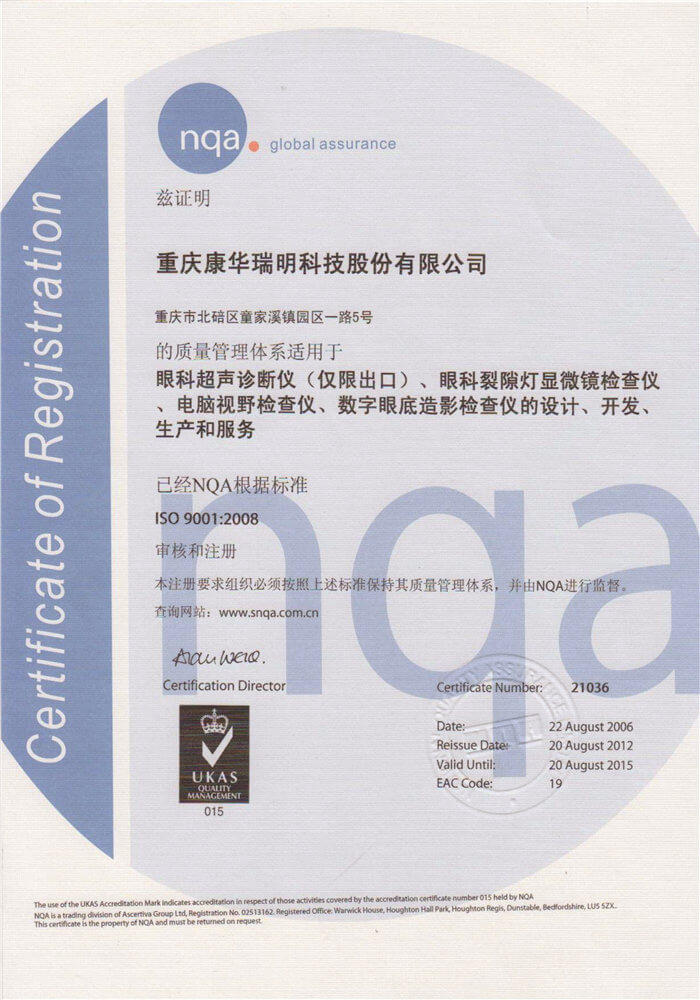 Certificate of Registration
nqa.
global assurance
兹证明
重庆康华瑞明科技股份有限公司
重庆市北碚区童家溪镇园区一路5号
的质量管理体系适用于
眼科超声诊断仪（仅限出口）、眼科裂隙灯显微镜检查仪
、电脑视野检查仪、数字眼底造影检查仪的设计、开发、
生产和服务
已经NQA根据标准
ISO 9001:2008
审核和注册
本注册要求组织必须按照上述标准保持其质量管理体系，并由NQA进行监督。
查询网站：www.snqa.com.cn
nqa
Certification Director
Certificate Number: 21036
Date: 22 August 2006
Reissue Date: 20 August 2012
Valid Until: 20 August 2015
EAC Code: 19
UKAS
QUALITY
MANAGEMENT
015
The use of the UKAS Accreditation Mark indicates accreditation in respect of those activities covered by the accreditation certificate number 015 held by NQA
NQA is a trading division of Ascertiva Group Ltd, Registration No. 02513162. Registered Office: Warwick House, Houghton Hall Park, Houghton Regis, Dunstable, Bedfordshire, LU5 5ZX.
This certificate is the property of NQA and must be returned on request.